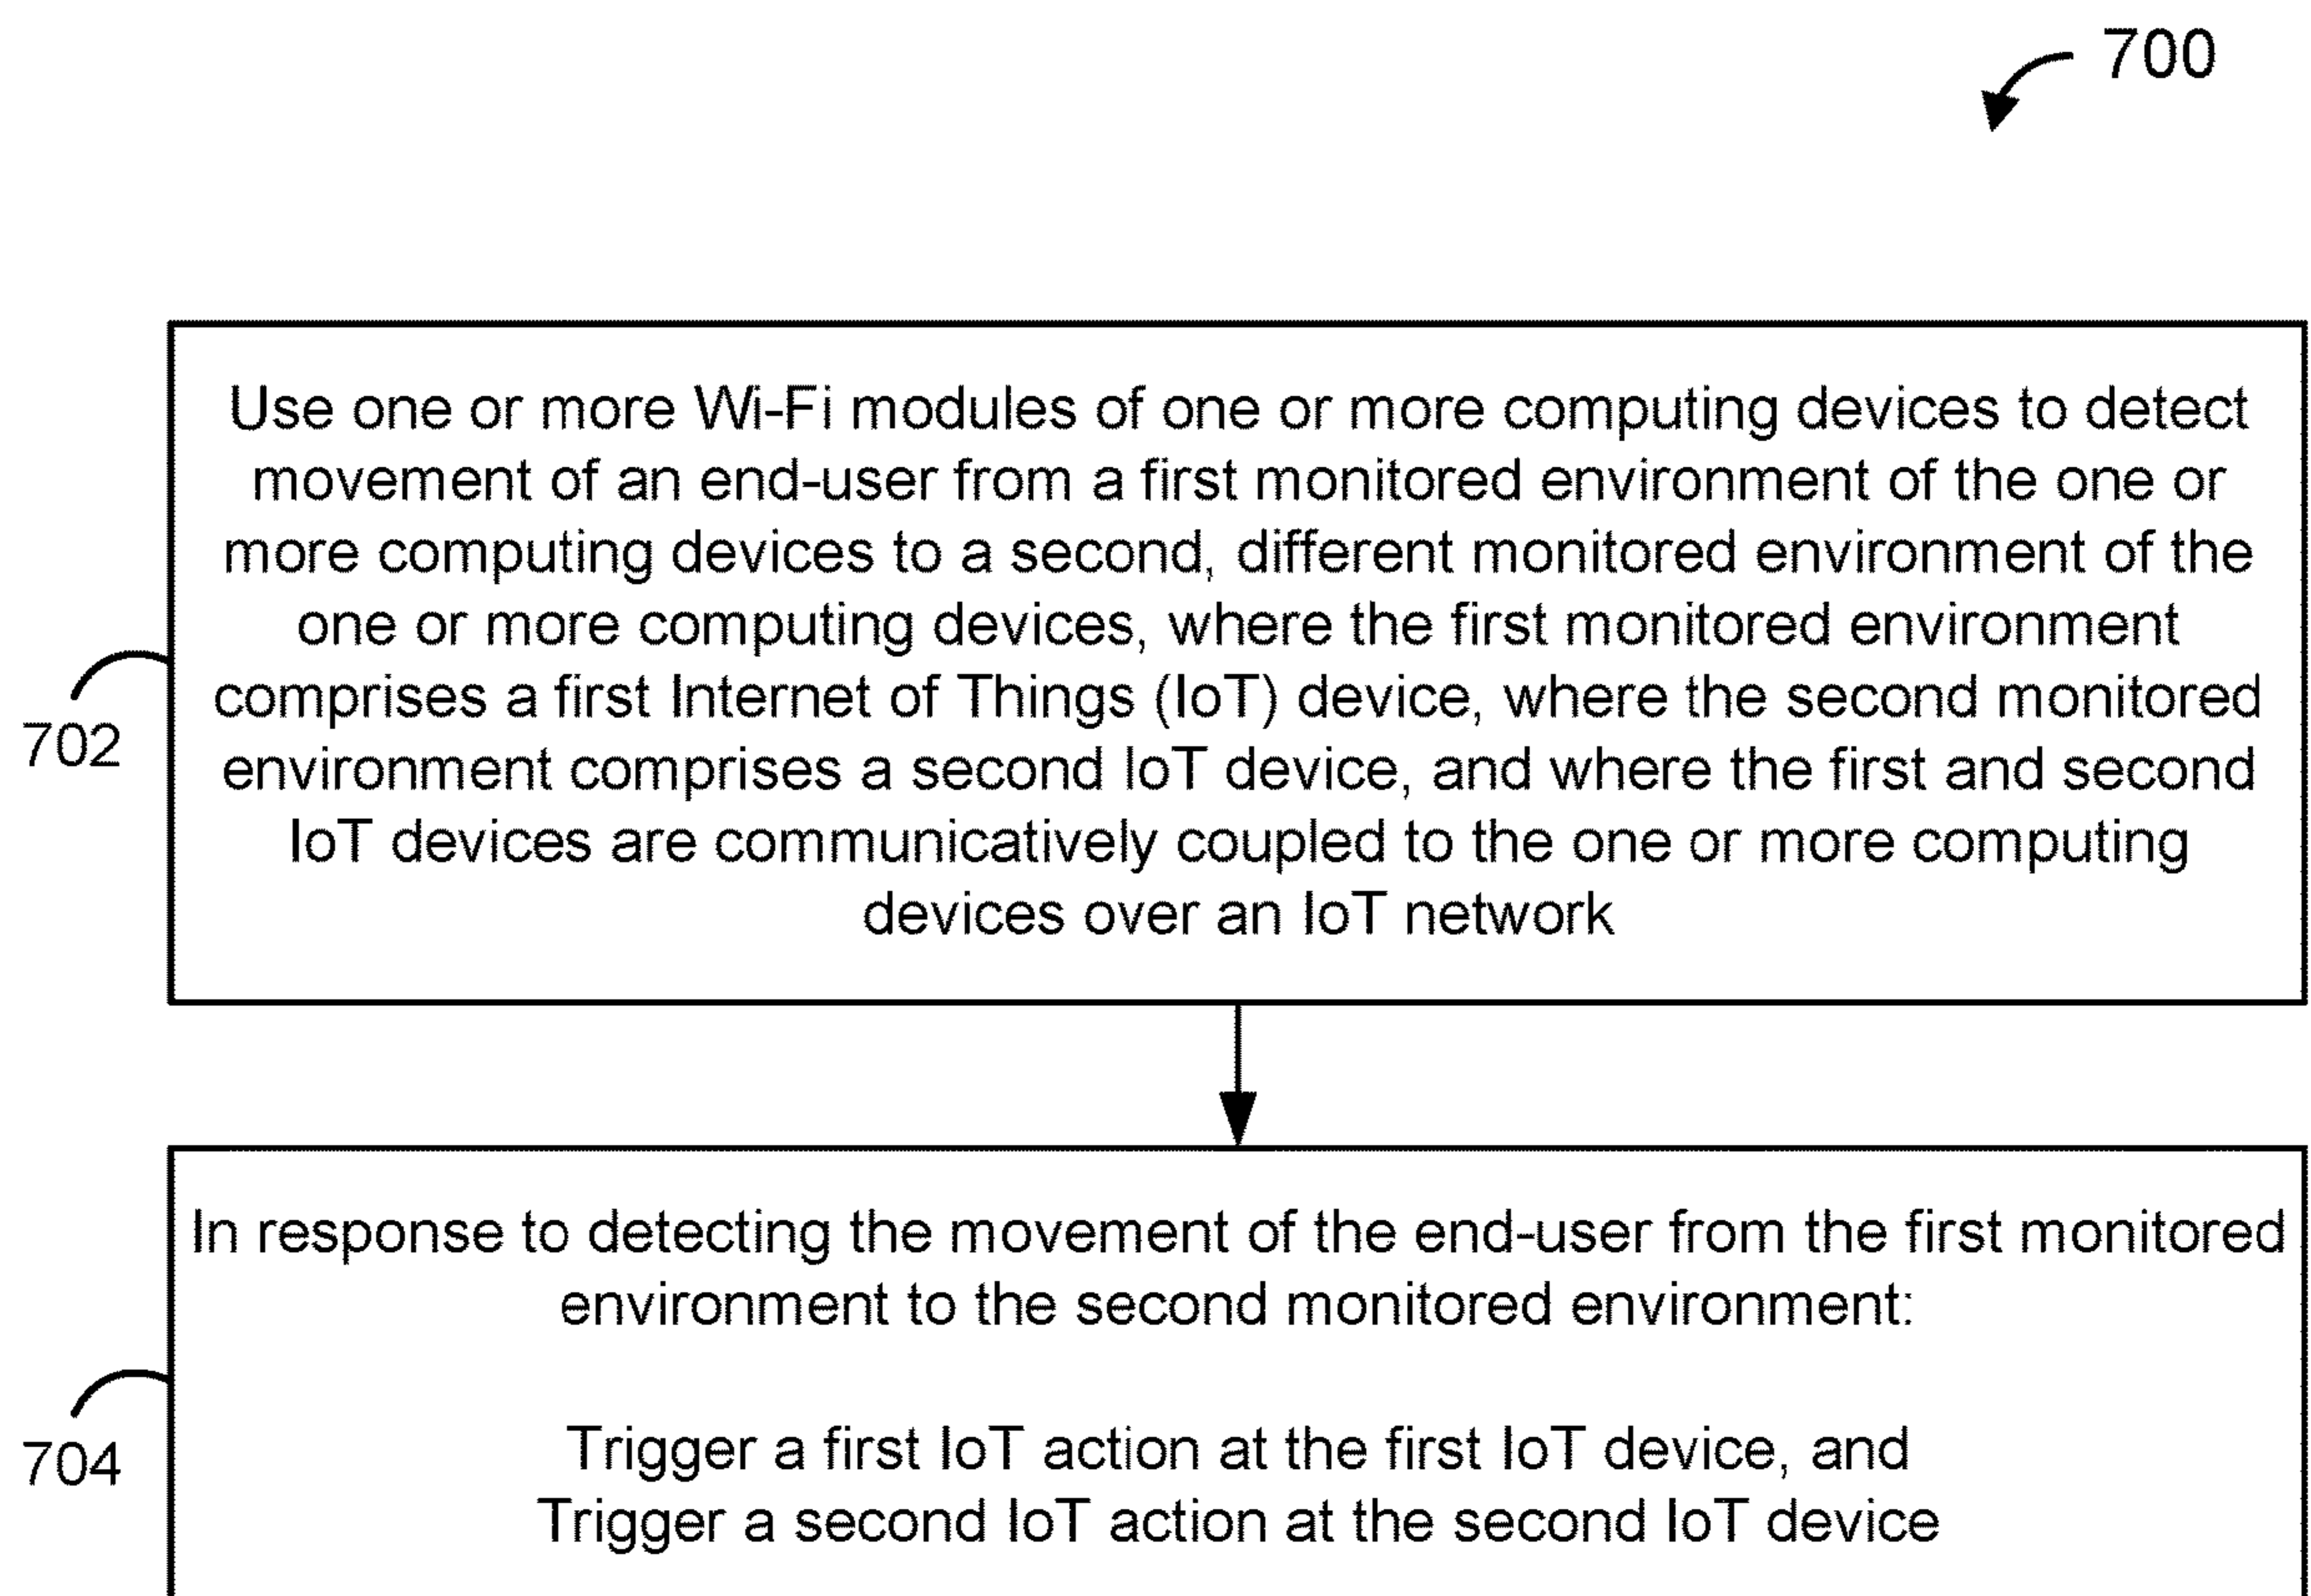 700
Use one or more Wi-Fi modules of one or more computing devices to detect
movement of an end-user from a first monitored environment of the one or
more computing devices to a second, different monitored environment of the
one or more computing devices, where the first monitored environment
comprises a first Internet of Things (IoT) device, where the second monitored
environment comprises a second IoT device, and where the first and second
IoT devices are communicatively coupled to the one or more computing
devices over an IoT network
702
In response to detecting the movement of the end-user from the first monitored
environment to the second monitored environment:
Trigger a first IoT action at the first IoT device, and
Trigger a second IoT action at the second IoT device
704